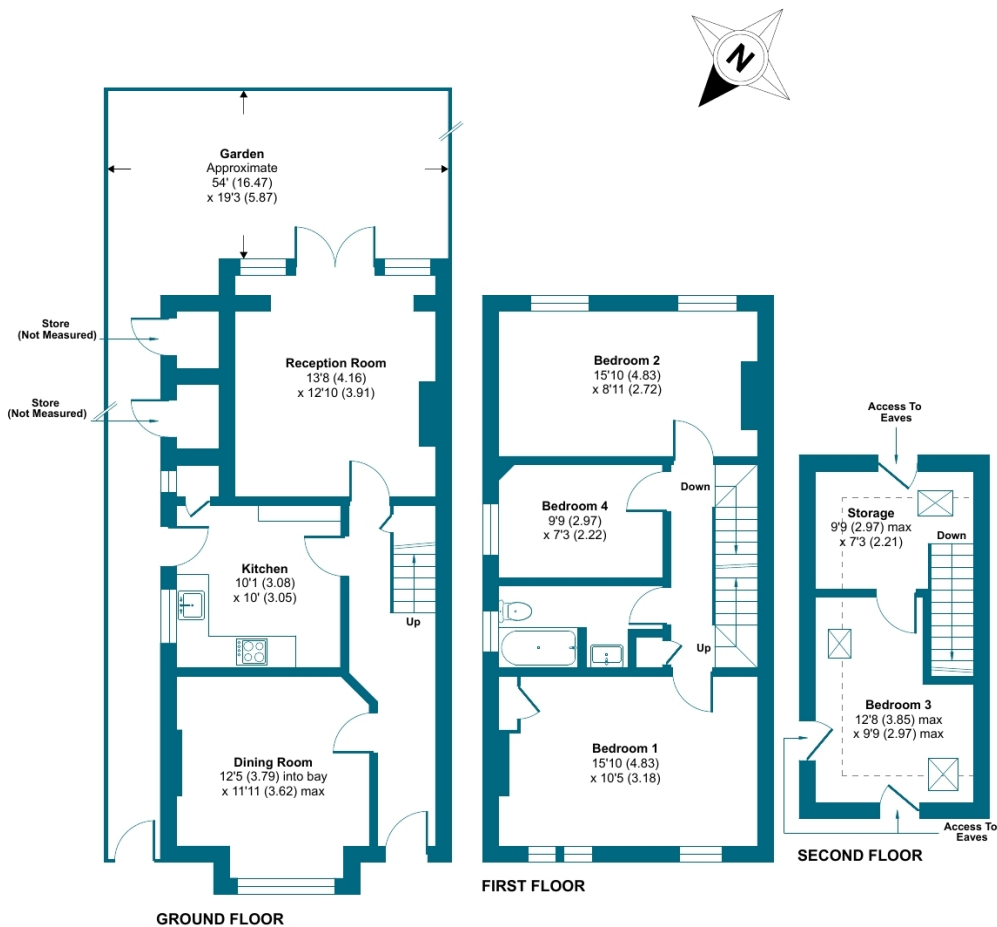 N
Garden
Approximate
54' (16.47)
x 19'3 (5.87)
Store
(Not Measured)
Store
(Not Measured)
Reception Room
13'8 (4.16)
x 12'10 (3.91)
Kitchen
10'1 (3.08)
x 10' (3.05)
Up
Dining Room
12'5 (3.79) into bay
x 11'11 (3.62) max
GROUND FLOOR
Bedroom 2
15'10 (4.83)
x 8'11 (2.72)
Down
Bedroom 4
9'9 (2.97)
x 7'3 (2.22)
Up
Bedroom 1
15'10 (4.83)
x 10'5 (3.18)
FIRST FLOOR
Access To
Eaves
Storage
9'9 (2.97) max
x 7'3 (2.21)
Down
Bedroom 3
12'8 (3.85) max
x 9'9 (2.97) max
Access To
Eaves
SECOND FLOOR